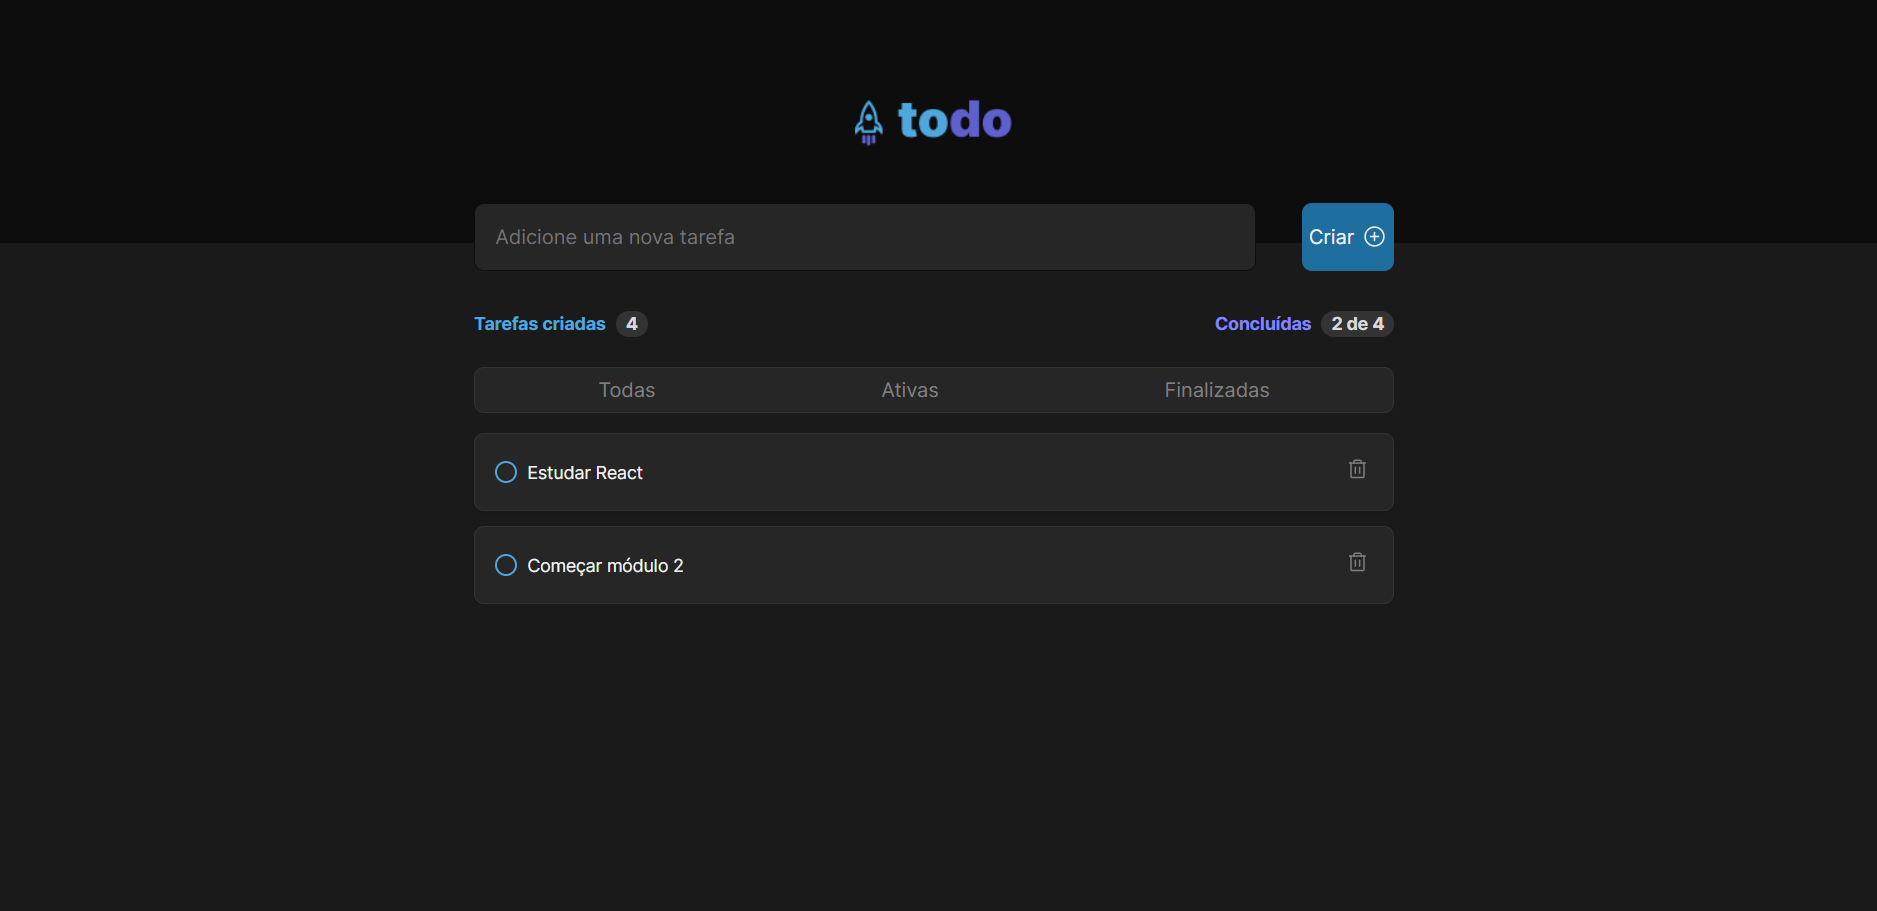 todo
Adicione uma nova tarefa
Criar
Tarefas criadas 4
Concluídas 2 de 4
Todas Ativas Finalizadas
Estudar React
Começar módulo 2